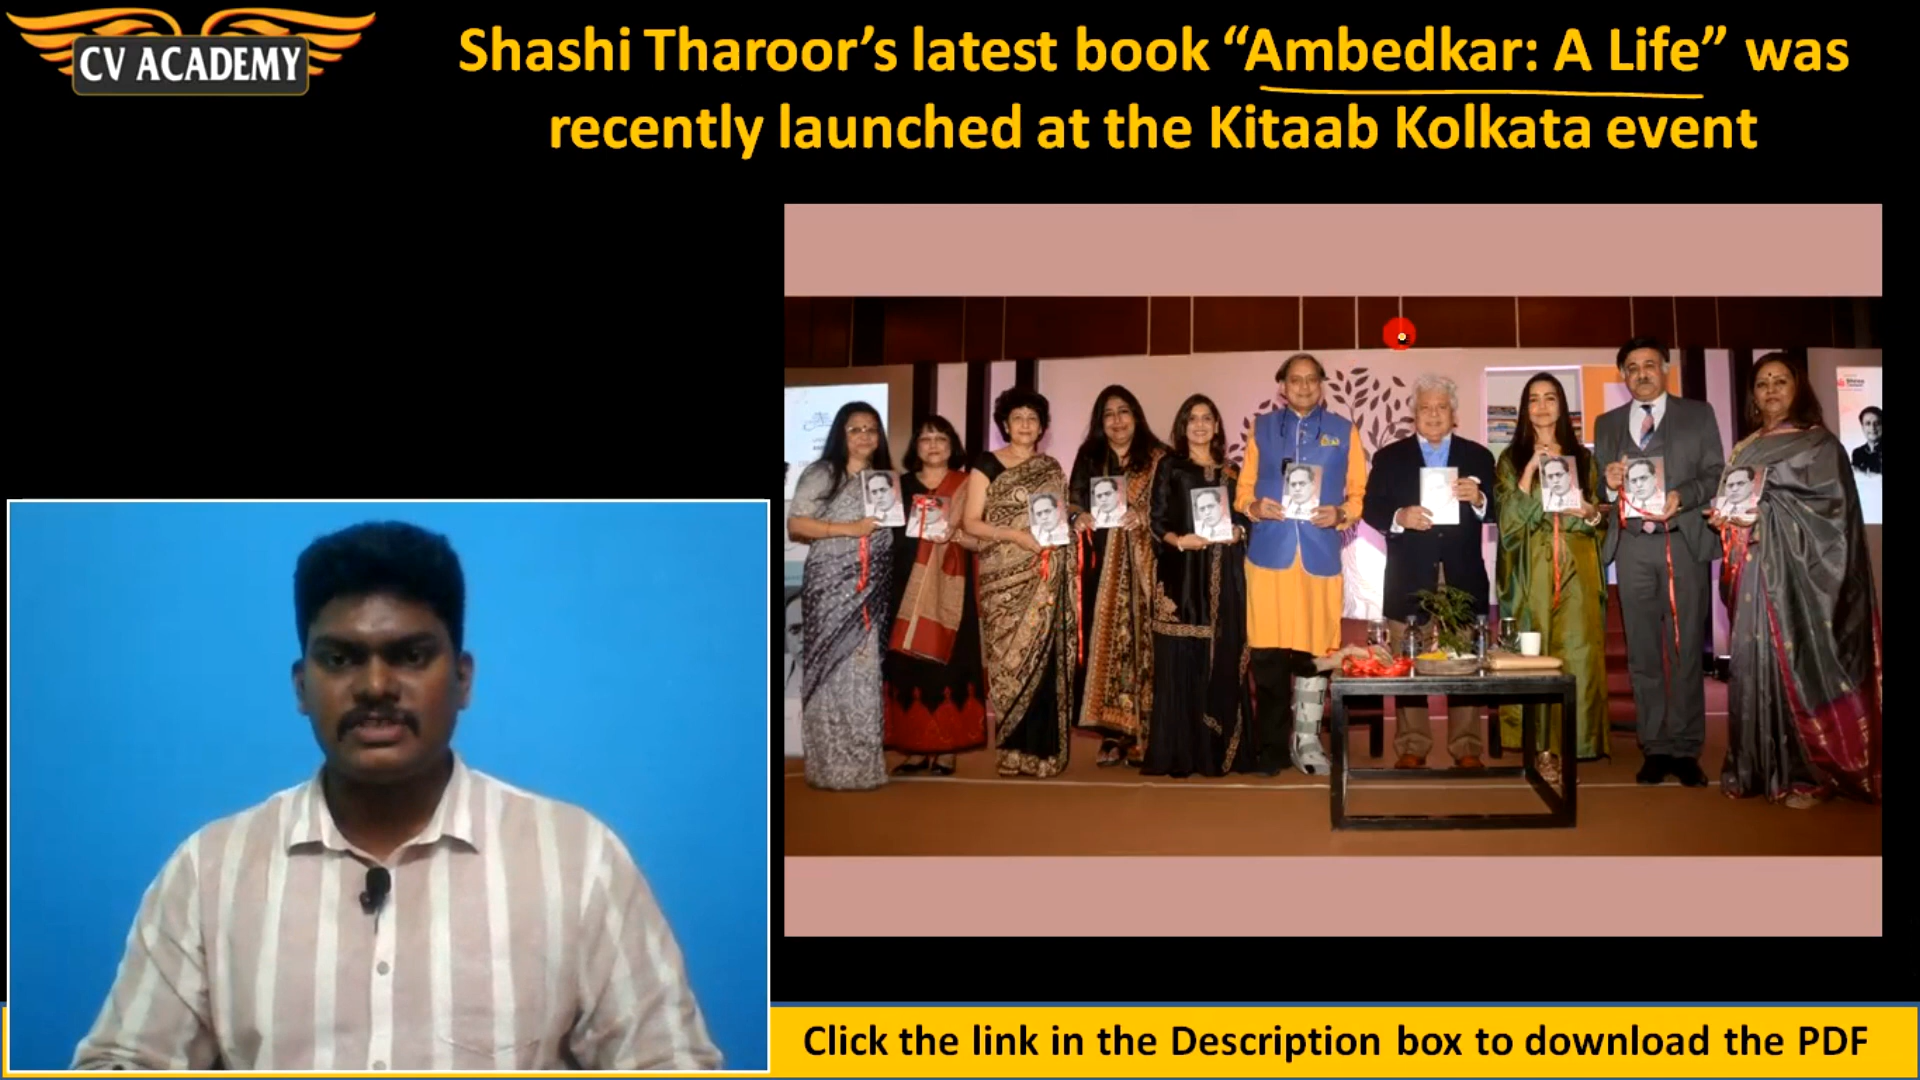 CV ACADEMY
Shashi Tharoor’s latest book “Ambedkar: A Life” was
recently launched at the Kitaab Kolkata event
Click the link in the Description box to download the PDF